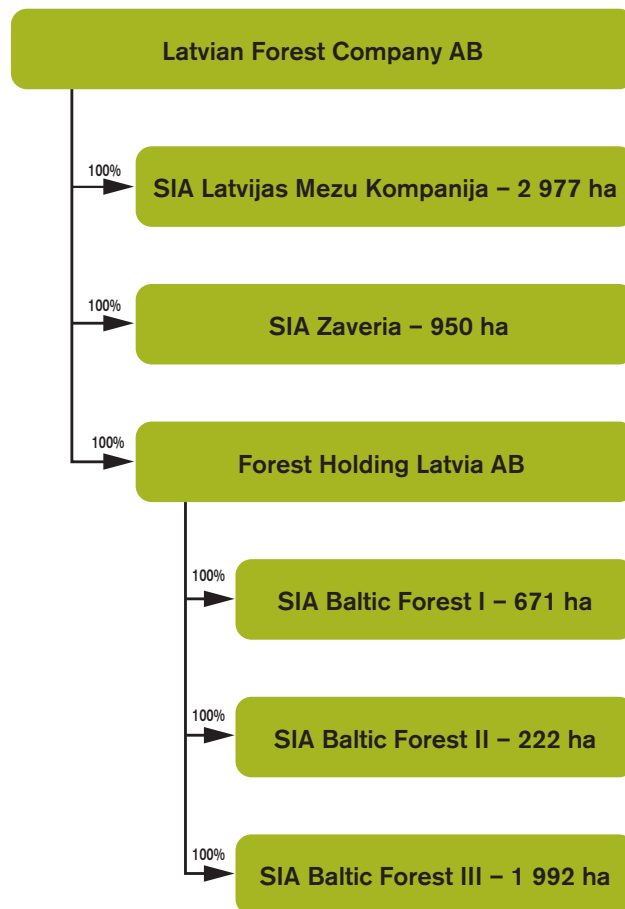 Latvian Forest Company AB
100%
SIA Latvijas Mezu Kompanija – 2 977 ha
100%
SIA Zaveria – 950 ha
100%
Forest Holding Latvia AB
100%
SIA Baltic Forest I – 671 ha
100%
SIA Baltic Forest II – 222 ha
100%
SIA Baltic Forest III – 1 992 ha